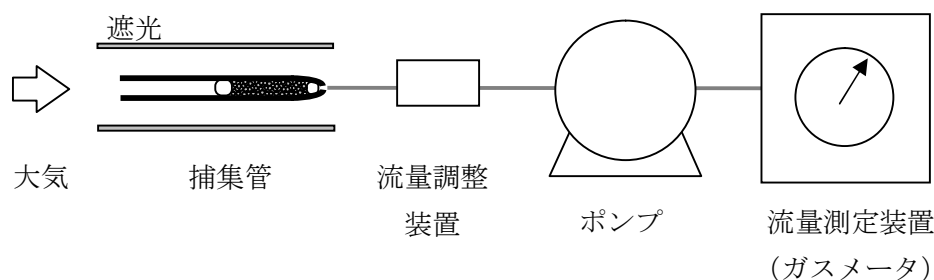 遮光
大気
捕集管
流量調整
装置
ポンプ
流量測定装置
（ガスメータ）